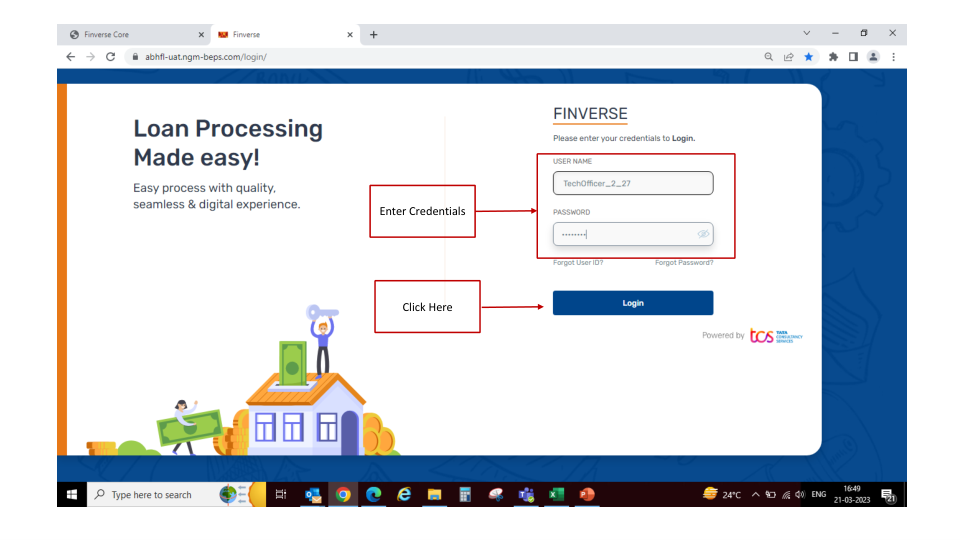 Finverse Core
Finverse
abhfl-uat.ngm-beps.com/login/
Loan Processing
Made easy!
Easy process with quality,
seamless & digital experience.
FINVERSE
Please enter your credentials to Login.
USER NAME
TechOfficer_2_27
Enter Credentials
PASSWORD
........
Forgot User ID?
Forgot Password?
Click Here
Login
Powered by tcs TATA
CONSULTANCY
SERVICES
Type here to search
24°C
ENG
16:49
21-03-2023
21